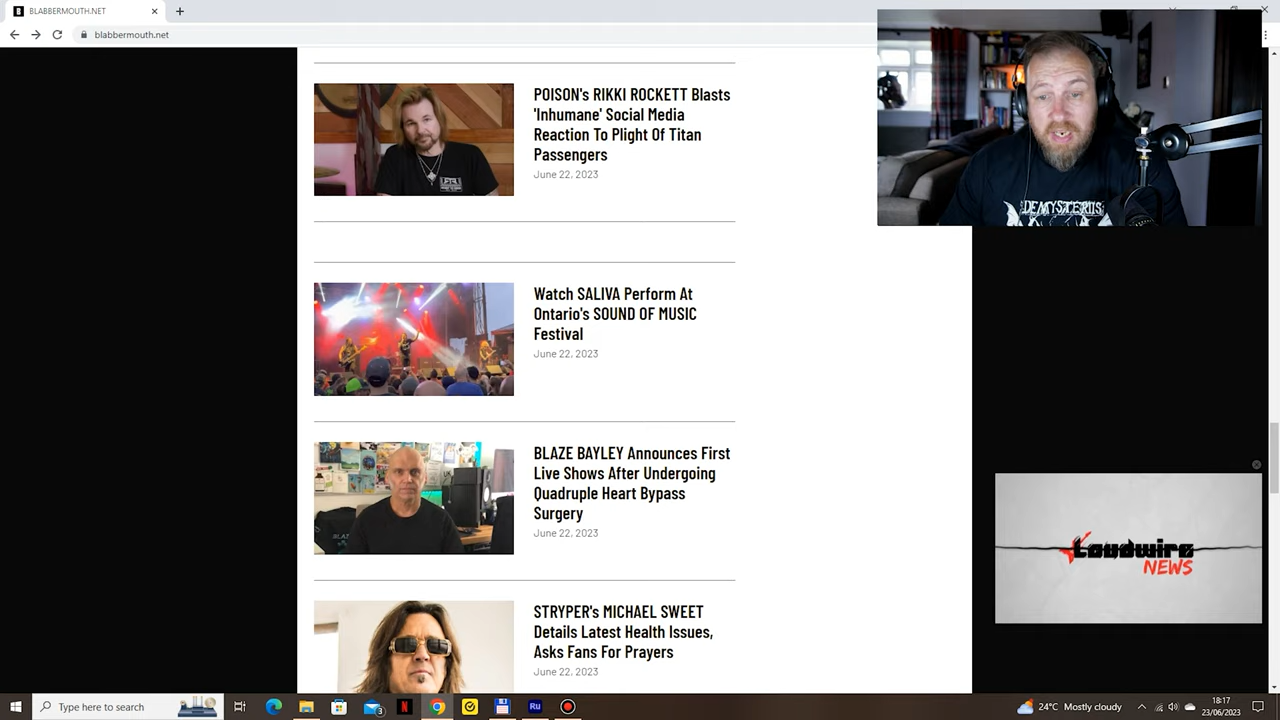 BLABBERMOUTH.NET
blabbermouth.net
POISON's RIKKI ROCKETT Blasts
'Inhumane' Social Media
Reaction To Plight Of Titan
Passengers
June 22, 2023
DEMYSTERIIS
Watch SALIVA Perform At
Ontario's SOUND OF MUSIC
Festival
June 22, 2023
BLAZE BAYLEY Announces First
Live Shows After Undergoing
Quadruple Heart Bypass
Surgery
June 22, 2023
Loudwire
NEWS
STRYPER's MICHAEL SWEET
Details Latest Health Issues,
Asks Fans For Prayers
June 22, 2023
Type here to search
Ru
24°C Mostly cloudy
18:17
23/06/2023